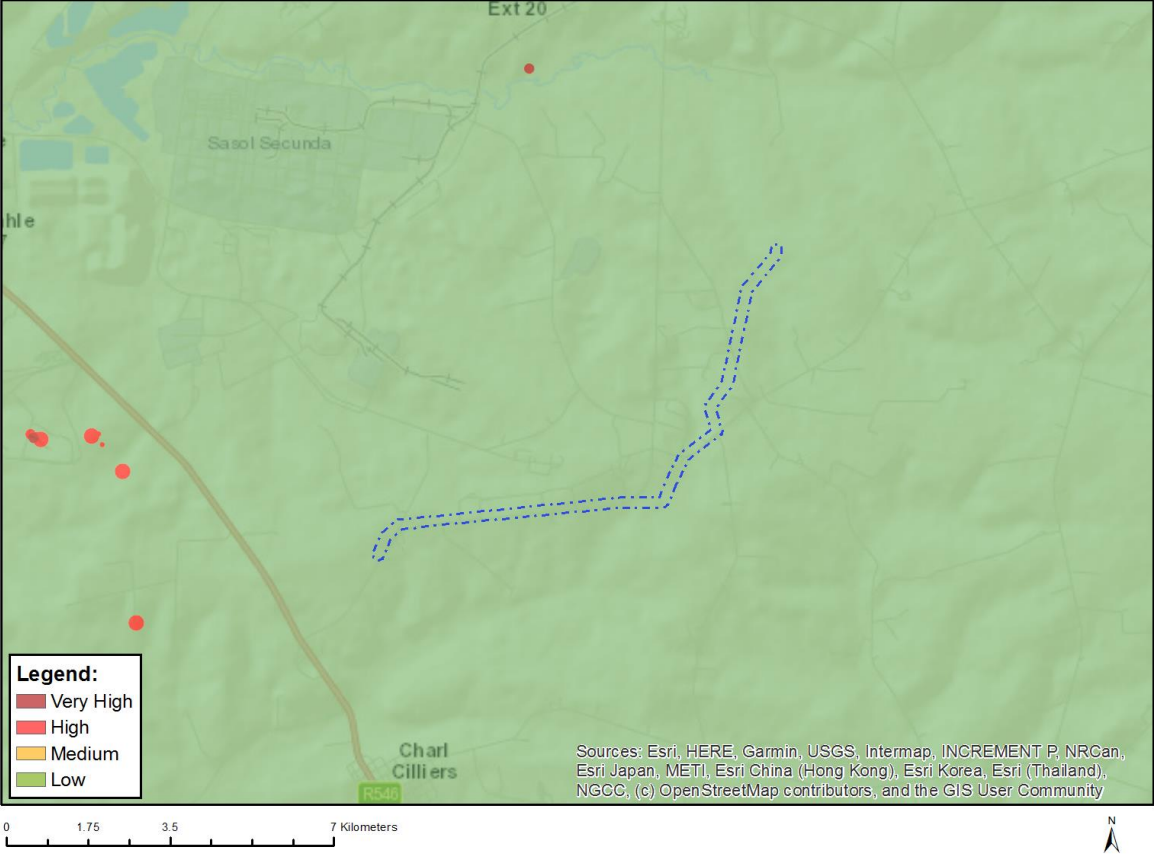 Ext 20
Sasol Secunda
hle
7
Legend:
Very High
High
Medium
Low
Charl
Cilliers
R546
Sources: Esri, HERE, Garmin, USGS, Intermap, INCREMENT P, NRCan,
Esri Japan, METI, Esri China (Hong Kong), Esri Korea, Esri (Thailand),
NGCC, (c) OpenStreetMap contributors, and the GIS User Community
0 1.75 3.5 7 Kilometers
N